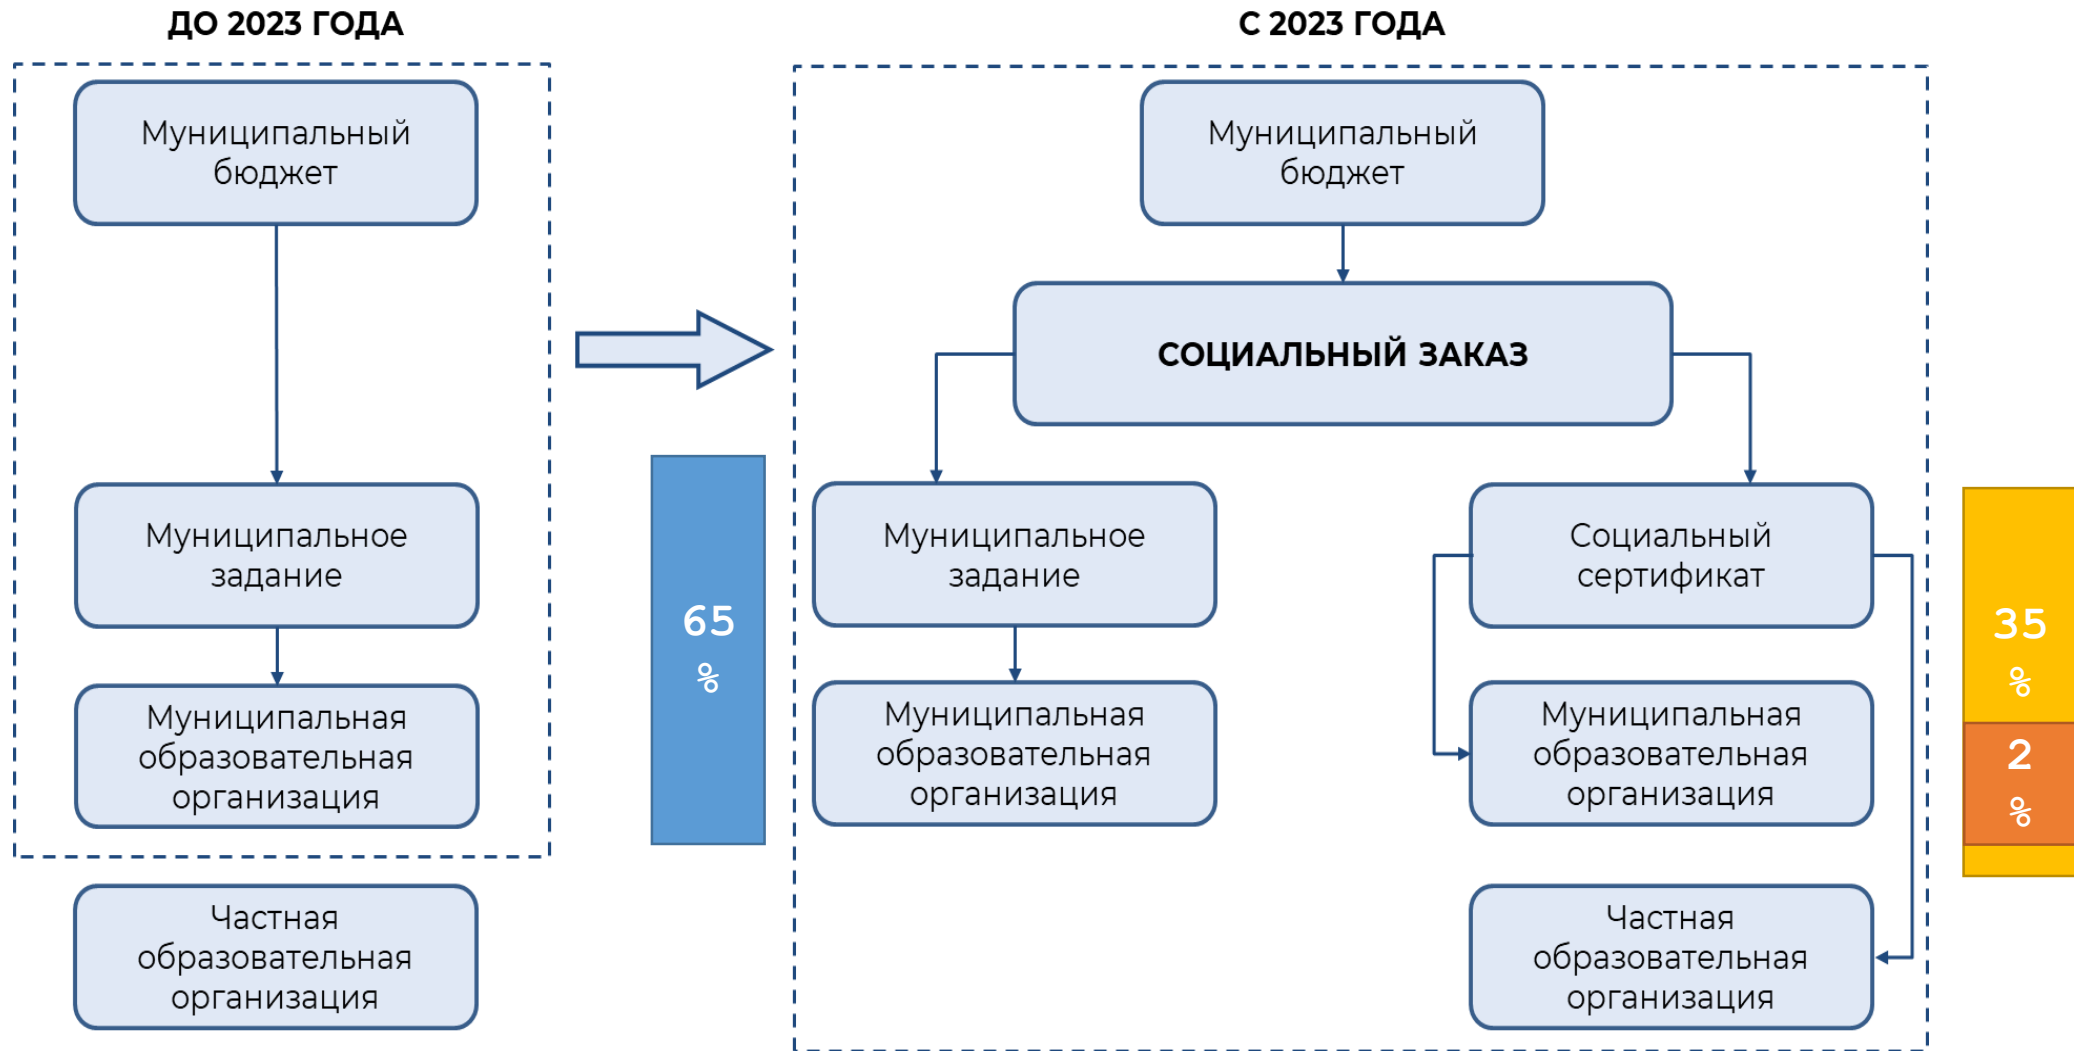 ДО 2023 ГОДА
Муниципальный
бюджет
Муниципальное
задание
Муниципальная
образовательная
организация
Частная
образовательная
организация
65
%
С 2023 ГОДА
Муниципальный
бюджет
СОЦИАЛЬНЫЙ ЗАКАЗ
Муниципальное
задание
Муниципальная
образовательная
организация
Социальный
сертификат
Муниципальная
образовательная
организация
Частная
образовательная
организация
35
%
2
%